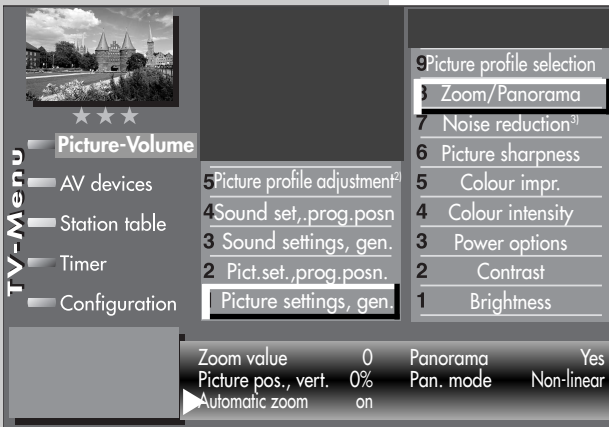 TV-Menu
Picture-Volume
AV devices
Station table
Timer
Configuration
5 Picture profile adjustment2)
4 Sound set,.prog.posn
3 Sound settings, gen.
2 Pict.set.,prog.posn.
1 Picture settings, gen.
9 Picture profile selection
8 Zoom/Panorama
7 Noise reduction3)
6 Picture sharpness
5 Colour impr.
4 Colour intensity
3 Power options
2 Contrast
1 Brightness
Zoom value 0 Panorama Yes
Picture pos., vert. 0% Pan. mode Non-linear
Automatic zoom on